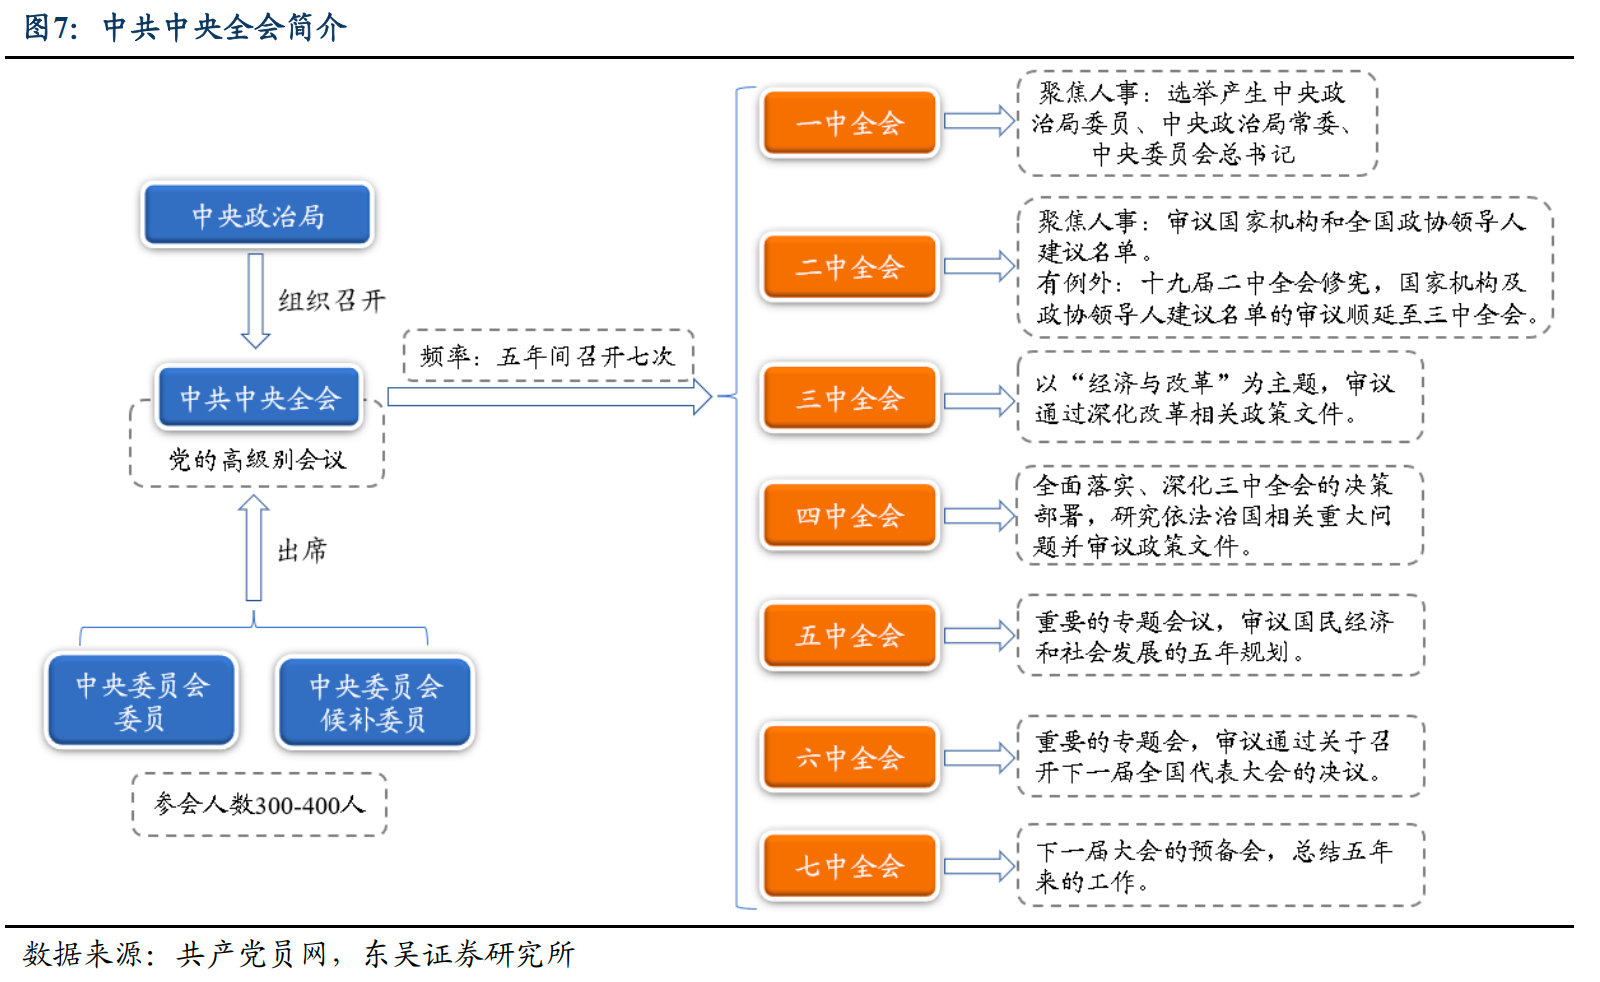 图7：中共中央全会简介
中央政治局
组织召开
中共中央全会
党的高级别会议
出席
中央委员会
委员
中央委员会
候补委员
参会人数300-400人
频率：五年间召开七次
一中全会
聚焦人事：选举产生中央政
治局委员、中央政治局常委、
中央委员会总书记
二中全会
聚焦人事：审议国家机构和全国政协领导人
建议名单。
有例外：十九届二中全会修宪，国家机构及
政协领导人建议名单的审议顺延至三中全会。
三中全会
以“经济与改革”为主题，审议
通过深化改革相关政策文件。
四中全会
全面落实、深化三中全会的决策
部署，研究依法治国相关重大问
题并审议政策文件。
五中全会
重要的专题会议，审议国民经济
和社会发展的五年规划。
六中全会
重要的专题会，审议通过关于召
开下一届全国代表大会的决议。
七中全会
下一届大会的预备会，总结五年
来的工作。
数据来源：共产党员网，东吴证券研究所